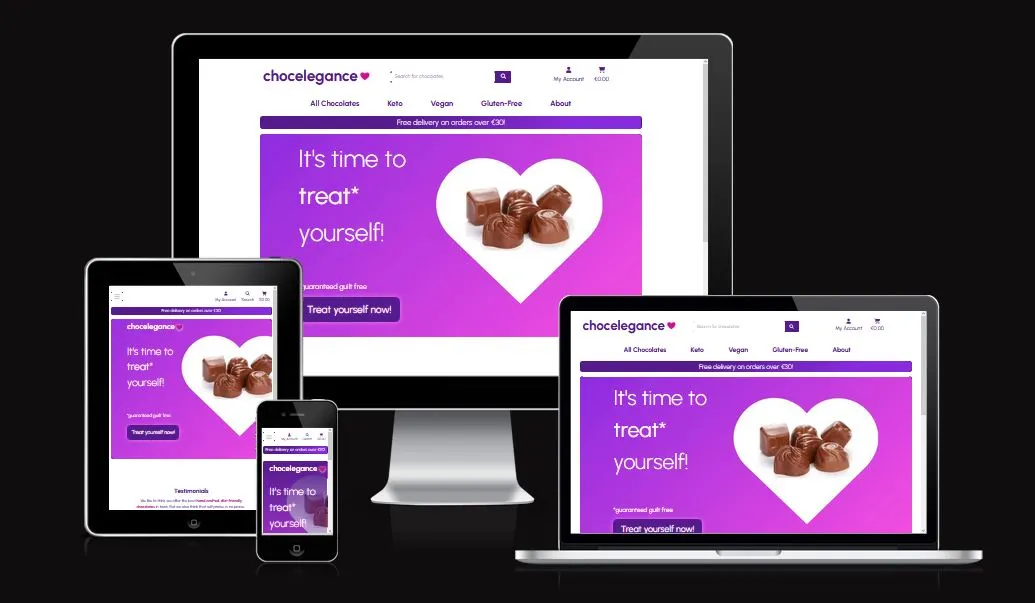 chocelegance
Search for chocolates
My Account
€0.00
All Chocolates
Keto
Vegan
Gluten-Free
About
Free delivery on orders over €30!
It's time to
treat*
yourself!
guaranteed guilt free
Treat yourself now!
My Account
Search
€0.00
Free delivery on orders over €30!
chocelegance
It's time to
treat*
yourself!
*guaranteed guilt free
Treat yourself now!
Testimonials
My Account
Free delivery on orders over €30!
chocelegance
It's time to
treat*
yourself!
chocelegance
Search for chocolates
My Account
€0.00
All Chocolates
Keto
Vegan
Gluten-Free
About
Free delivery on orders over €30!
It's time to
treat*
yourself!
*guaranteed guilt free
Treat yourself now!